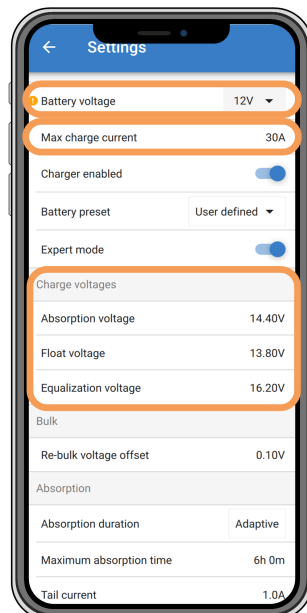 Settings
Battery voltage 12V
Max charge current 30A
Charger enabled
Battery preset User defined
Expert mode
Charge voltages
Absorption voltage 14.40V
Float voltage 13.80V
Equalization voltage 16.20V
Bulk
Re-bulk voltage offset 0.10V
Absorption
Absorption duration Adaptive
Maximum absorption time 6h 0m
Tail current 1.0A